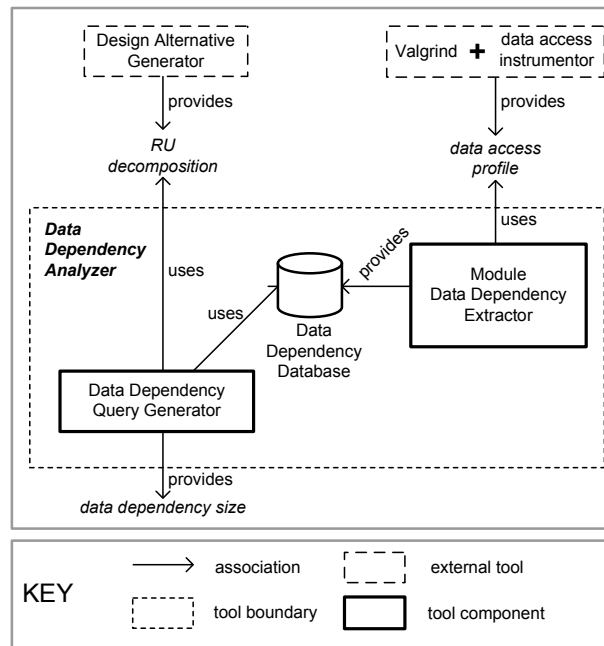 Design Alternative
Generator
Valgrind + data access
instrumentor
provides
provides
RU
decomposition
data access
profile
Data
Dependency
Analyzer
uses
uses
provides
Module
Data Dependency
Extractor
uses
Data
Dependency
Database
Data Dependency
Query Generator
provides
data dependency size
KEY
association
external tool
tool boundary
tool component